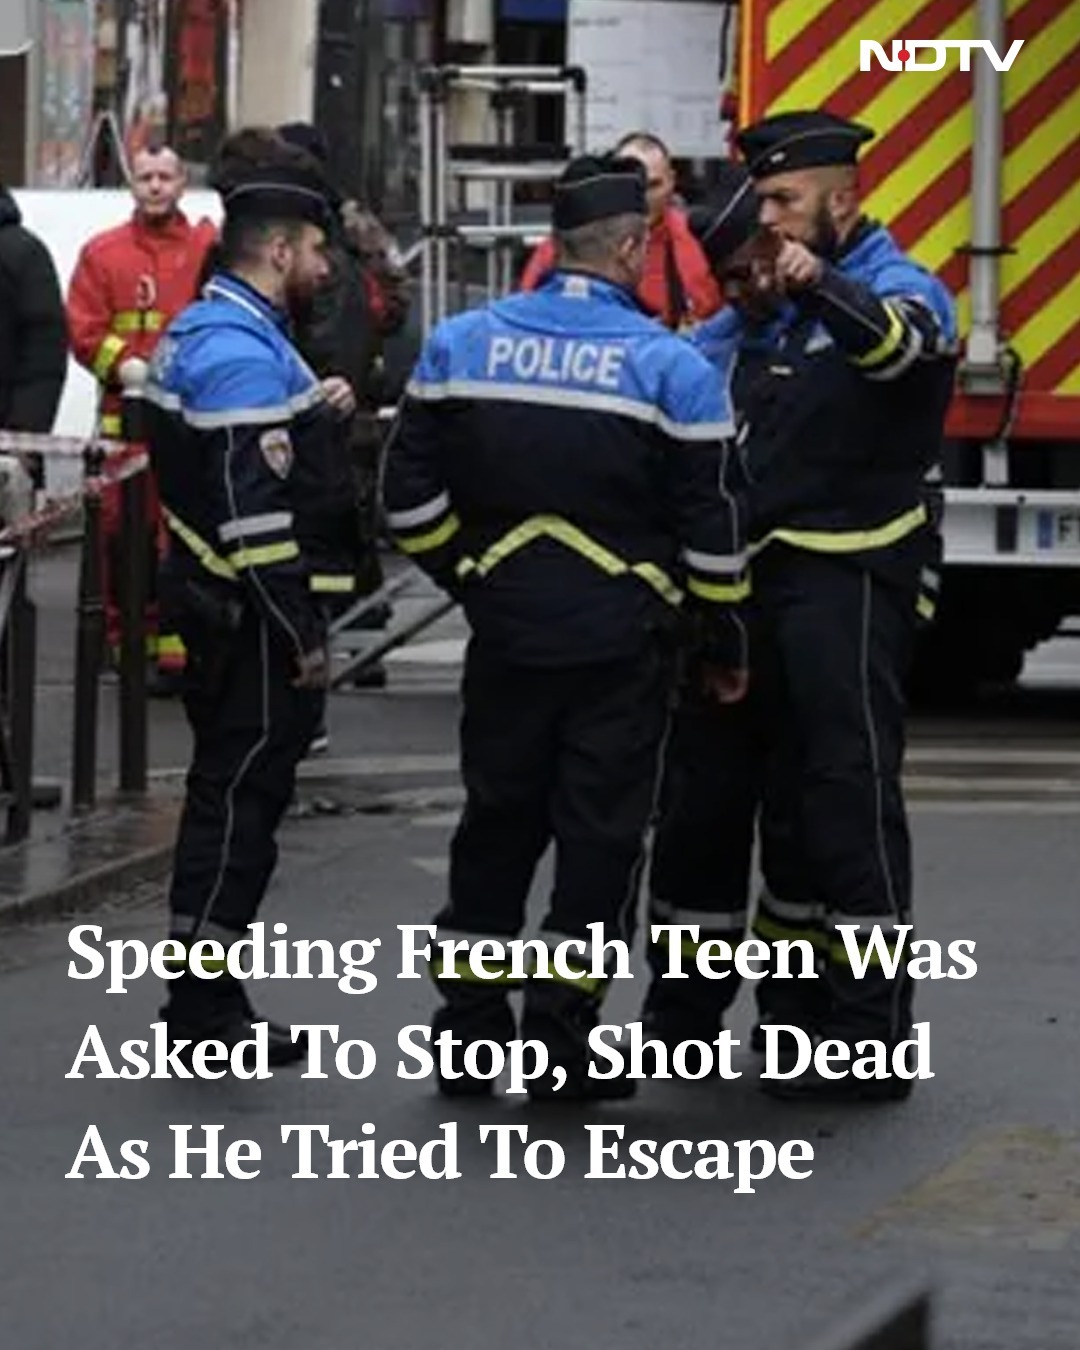 NDTV
POLICE
Speeding French Teen Was
Asked To Stop, Shot Dead
As He Tried To Escape